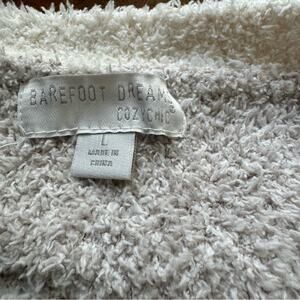 BAREFOOT DREAMS
COZYCHIC
L
MADE IN
CHINA